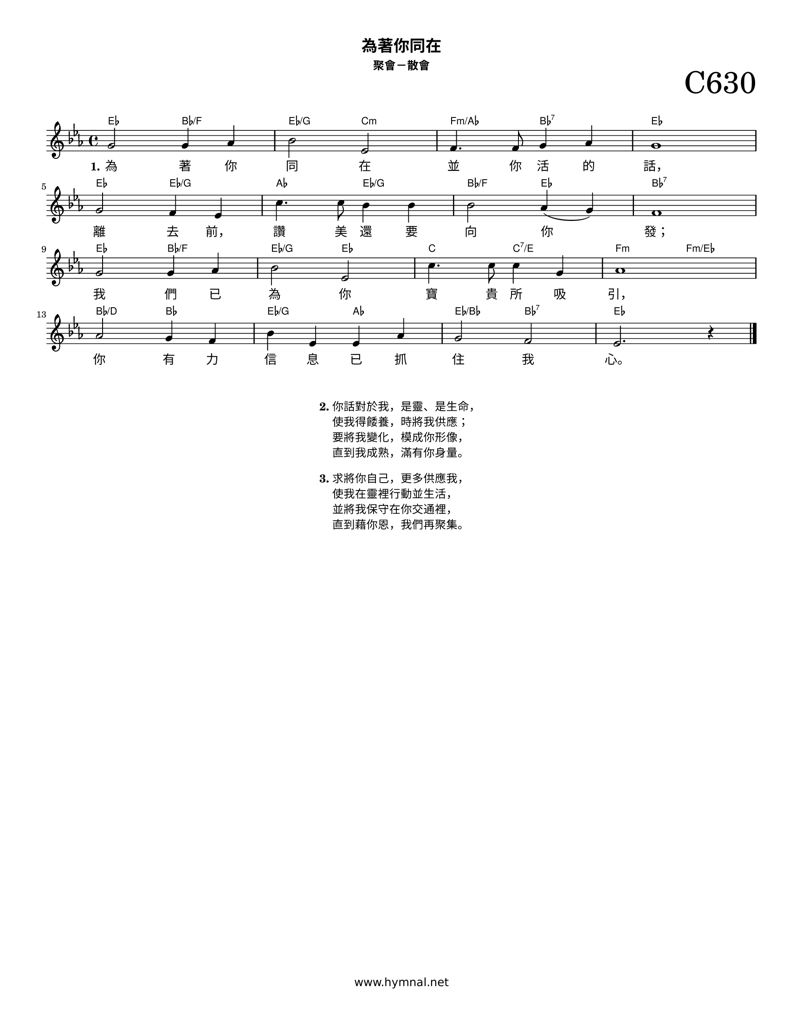 為著你同在
聚會－散會
C630
E♭ B♭/F E♭/G Cm Fm/A♭ B♭7 E♭
1. 為 著 你 同 在 並 你 活 的 話，
5
E♭ E♭/G A♭ E♭/G B♭/F E♭ B♭7
離 去 前， 讚 美 還 要 向 你 發；
9
E♭ B♭/F E♭/G E♭ C C7/E Fm Fm/E♭
我 們 已 為 你 寶 貴 所 吸 引，
13
B♭/D B♭ E♭/G A♭ E♭/B♭ B♭7 E♭
你 有 力 信 息 已 抓 住 我 心。
2. 你話對於我，是靈、是生命，
使我得餧養，時將我供應；
要將我變化，模成你形像，
直到我成熟，滿有你身量。
3. 求將你自己，更多供應我，
使我在靈裡行動並生活，
並將我保守在你交通裡，
直到藉你恩，我們再聚集。
www.hymnal.net